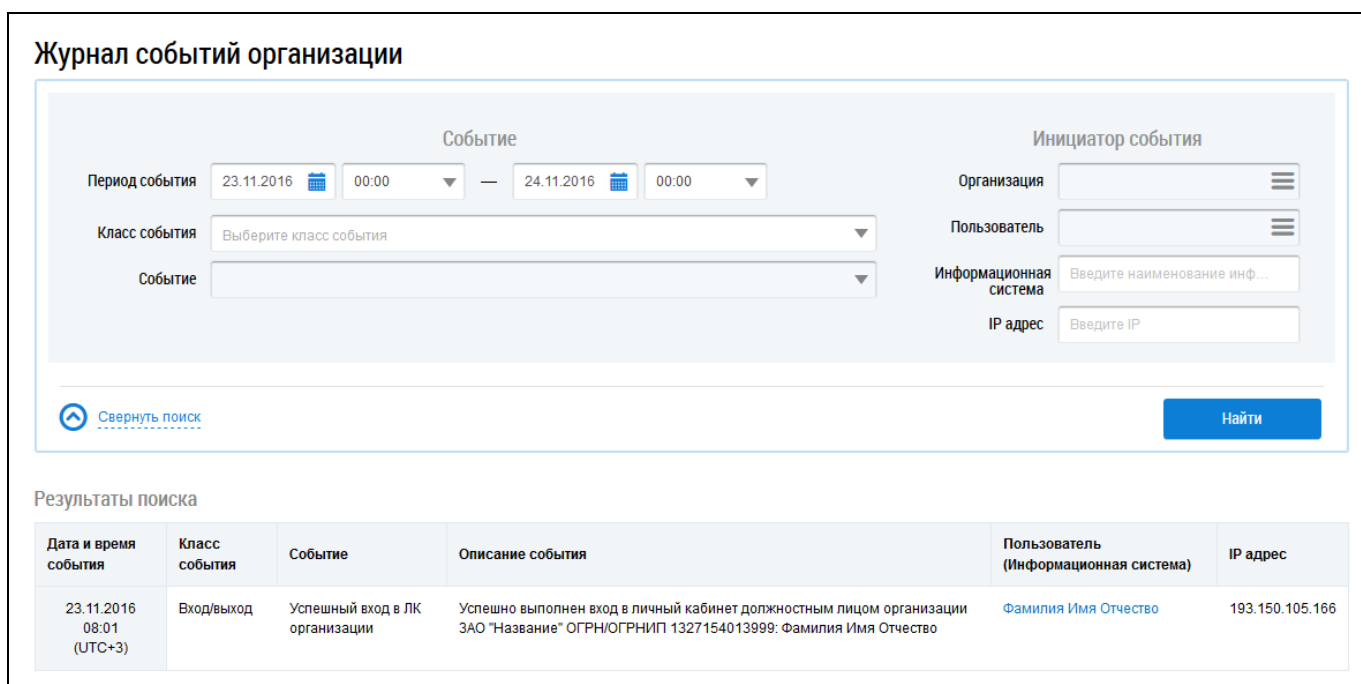 Журнал событий организации
Событие
Инициатор события
Период события 23.11.2016 00:00 — 24.11.2016 00:00
Организация
Класс события Выберите класс события
Пользователь
Событие
Информационная система Введите наименование инф...
IP адрес Введите IP
Свернуть поиск
Найти
Результаты поиска
Дата и время события
Класс события
Событие
Описание события
Пользователь (Информационная система)
IP адрес
23.11.2016
08:01
(UTC+3)
Вход/выход
Успешный вход в ЛК
организации
Успешно выполнен вход в личный кабинет должностным лицом организации
ЗАО "Название" ОГРН/ОГРНИП 1327154013999: Фамилия Имя Отчество
Фамилия Имя Отчество
193.150.105.166